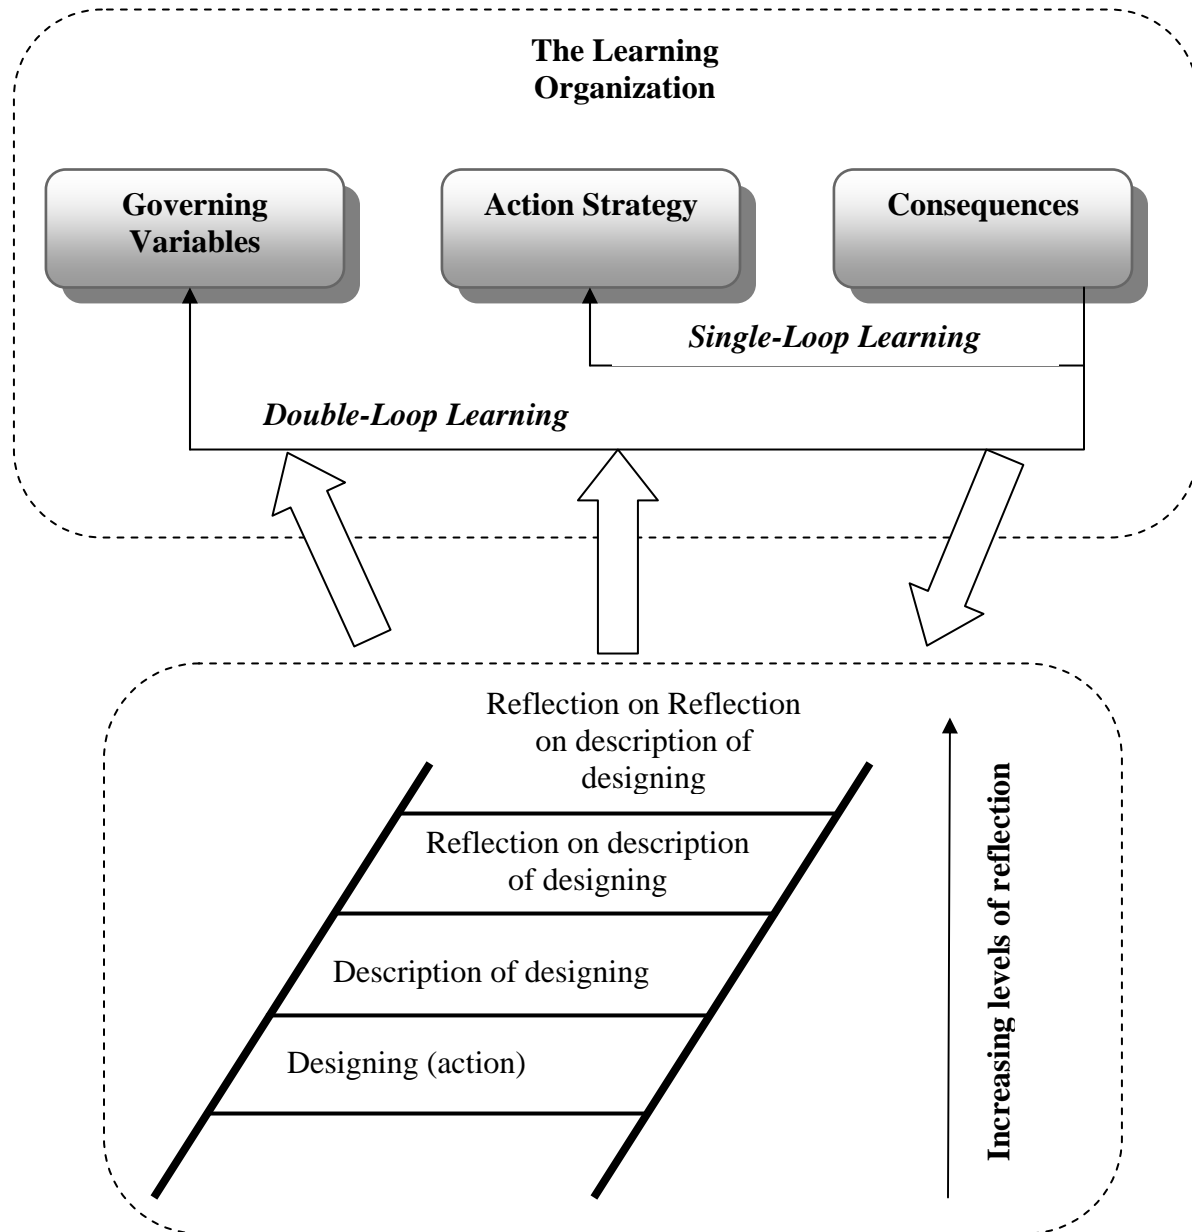 The Learning
Organization
Governing
Variables
Action Strategy
Consequences
Single-Loop Learning
Double-Loop Learning
Reflection on Reflection
on description of
designing
Reflection on description
of designing
Description of designing
Designing (action)
Increasing levels of reflection